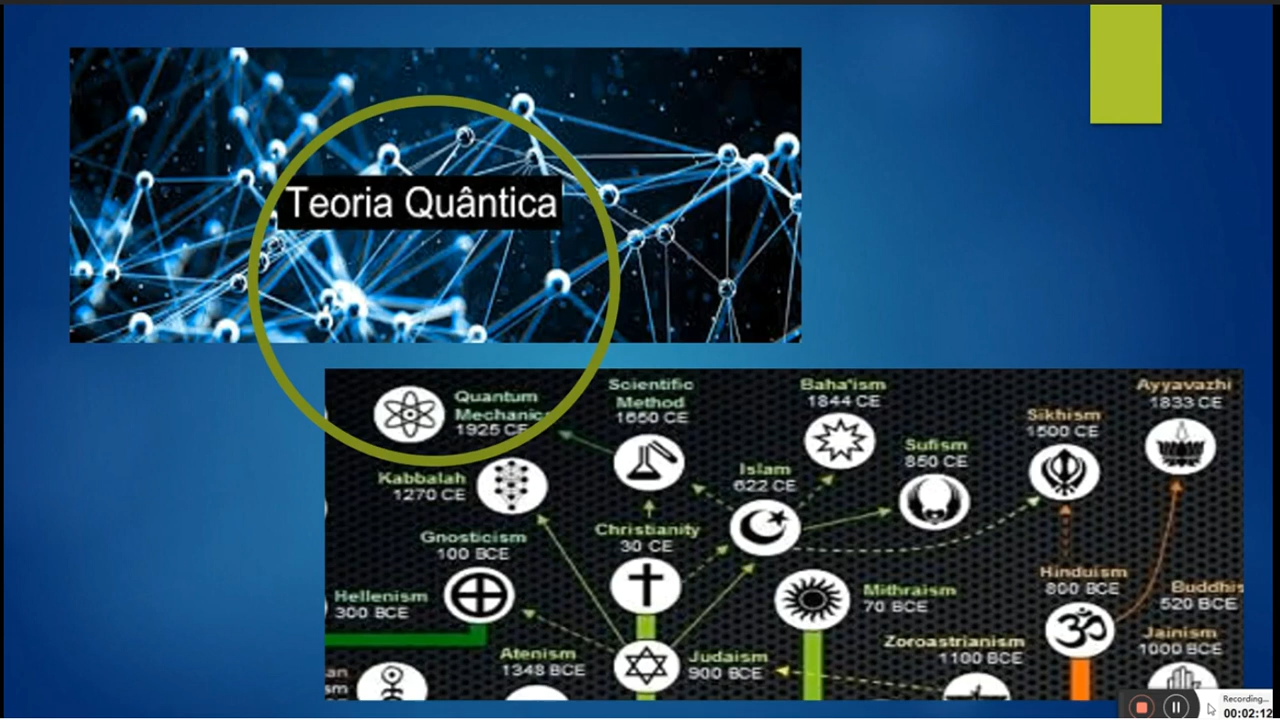 Teoria Quântica
Quantum
Mechanics
1925 CE
Scientific
Method
1650 CE
Baha'ism
1844 CE
Ayyavazhi
1833 CE
Sikhism
1500 CE
Sufism
850 CE
Kabbalah
1270 CE
Islam
622 CE
Gnosticism
100 BCE
Christianity
30 CE
Hellenism
300 BCE
Mithraism
70 BCE
Hinduism
800 BCE
Buddhis
520 BCE
Atenism
1348 BCE
Judaism
900 BCE
Zoroastrianism
1100 BCE
Jainism
1000 BCE
an
sm
Recording...
00:02:12